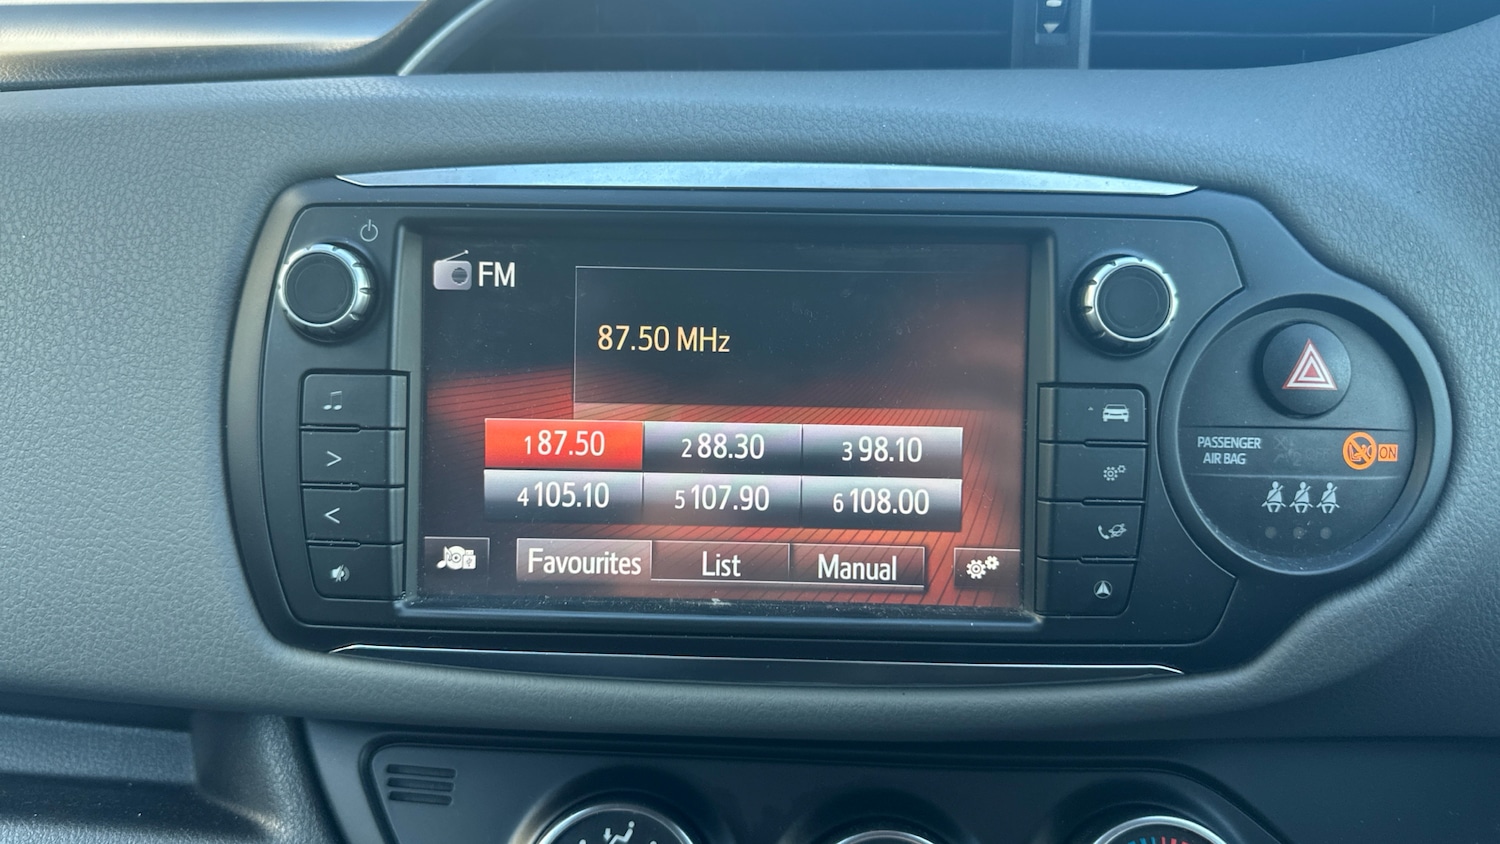 FM
87.50 MHz
1 87.50 2 88.30 3 98.10
4 105.10 5 107.90 6 108.00
Favourites List Manual
PASSENGER
AIR BAG
ON